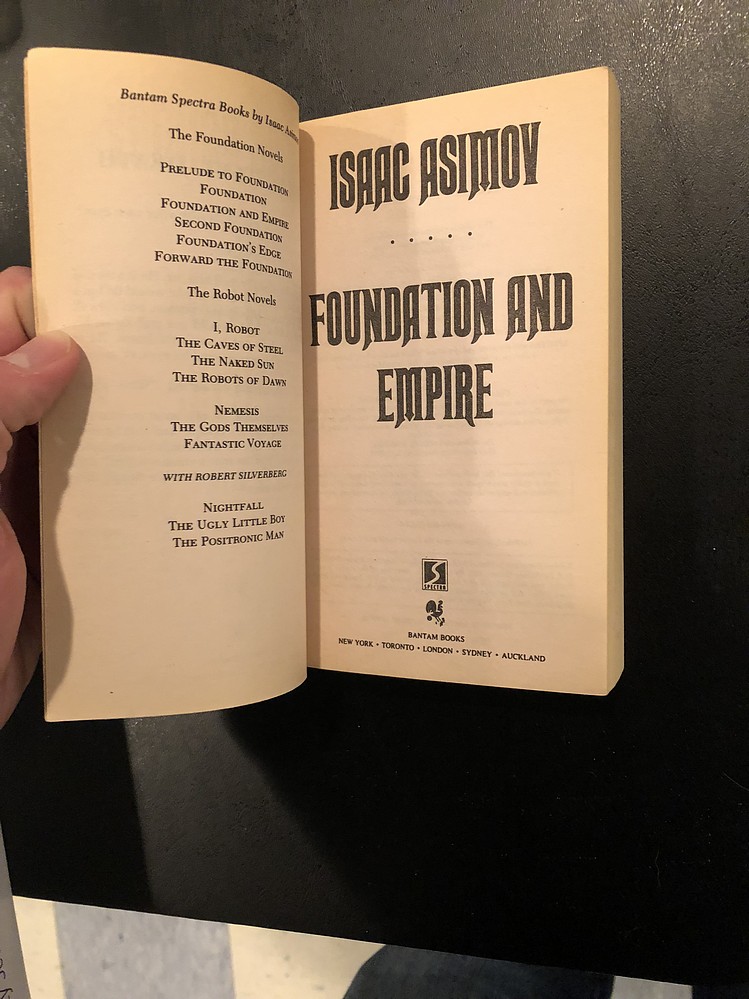 Bantam Spectra Books by Isaac
The Foundation Novels
PRELUDE TO FOUNDATION
FOUNDATION
FOUNDATION AND EMPIRE
SECOND FOUNDATION
FOUNDATION'S EDGE
FORWARD THE FOUNDATION
The Robot Novels
I, ROBOT
THE CAVES OF STEEL
THE NAKED SUN
THE ROBOTS OF DAWN
NEMESIS
THE GODS THEMSELVES
FANTASTIC VOYAGE
WITH ROBERT SILVERBERG
NIGHTFALL
THE UGLY LITTLE BOY
THE POSITRONIC MAN
ISAAC ASIMOV
• • • • •
FOUNDATION AND
EMPIRE
SPECTRA
BANTAM BOOKS
NEW YORK • TORONTO • LONDON • SYDNEY • AUCKLAND